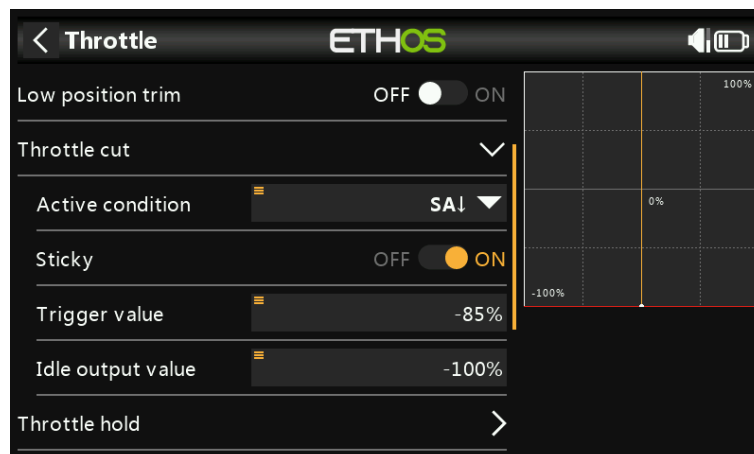 Throttle
ETHOS
Low position trim OFF ON
Throttle cut
Active condition SA↓
Sticky OFF ON
Trigger value -85%
Idle output value -100%
Throttle hold
100%
0%
-100%